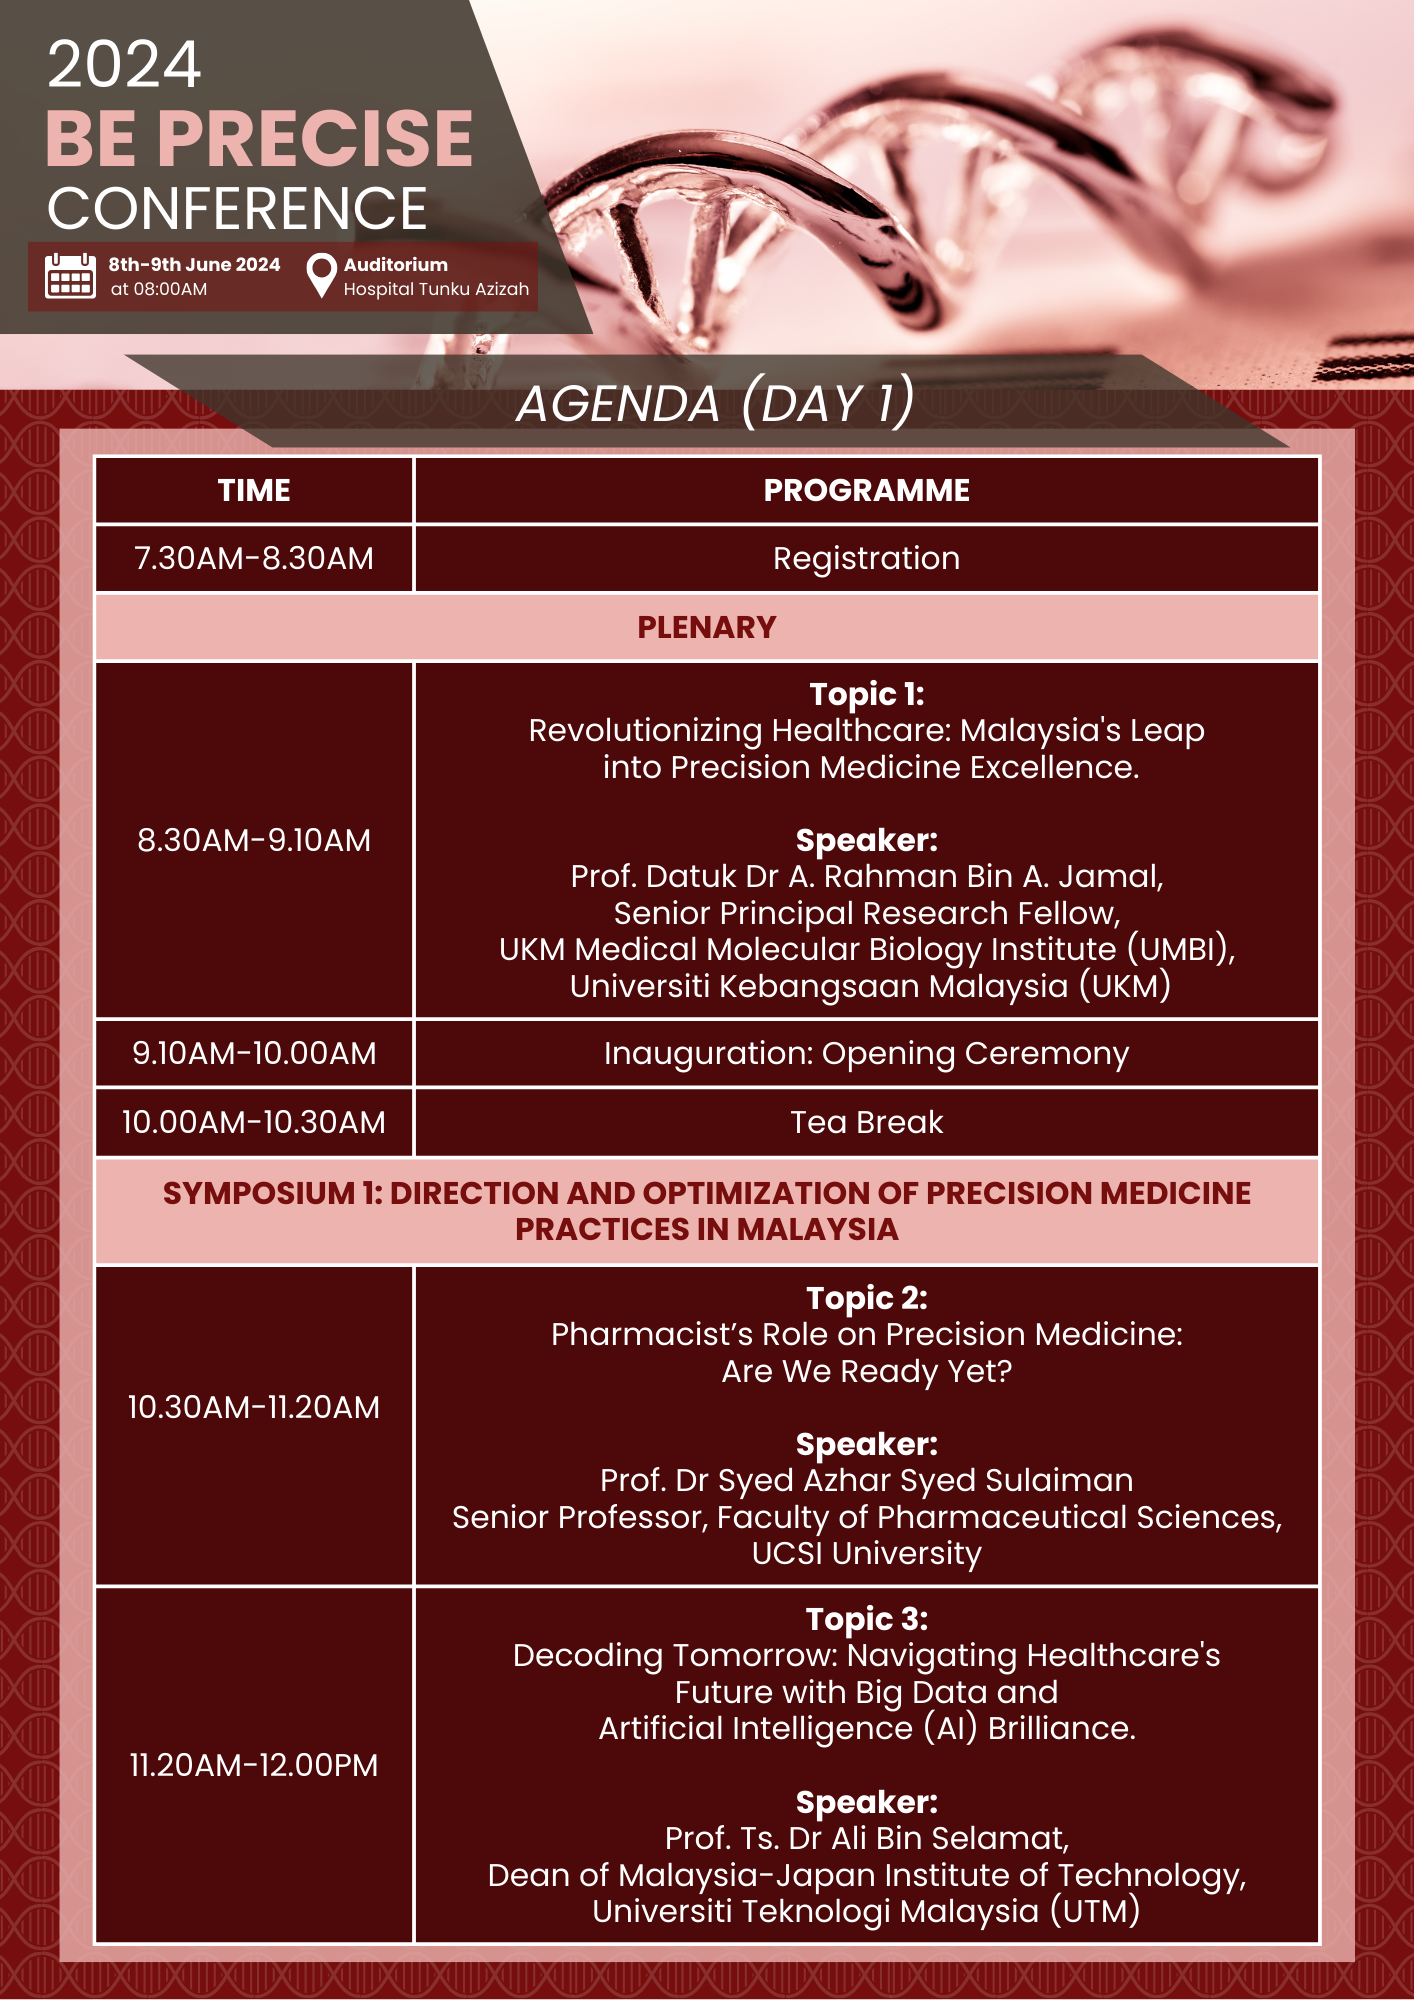 2024
BE PRECISE
CONFERENCE
8th-9th June 2024
at 08:00AM
Auditorium
Hospital Tunku Azizah
AGENDA (DAY 1)
TIME
PROGRAMME
7.30AM-8.30AM
Registration
PLENARY
8.30AM-9.10AM
Topic 1:
Revolutionizing Healthcare: Malaysia's Leap
into Precision Medicine Excellence.
Speaker:
Prof. Datuk Dr A. Rahman Bin A. Jamal,
Senior Principal Research Fellow,
UKM Medical Molecular Biology Institute (UMBI),
Universiti Kebangsaan Malaysia (UKM)
9.10AM-10.00AM
Inauguration: Opening Ceremony
10.00AM-10.30AM
Tea Break
SYMPOSIUM 1: DIRECTION AND OPTIMIZATION OF PRECISION MEDICINE
PRACTICES IN MALAYSIA
10.30AM-11.20AM
Topic 2:
Pharmacist’s Role on Precision Medicine:
Are We Ready Yet?
Speaker:
Prof. Dr Syed Azhar Syed Sulaiman
Senior Professor, Faculty of Pharmaceutical Sciences,
UCSI University
11.20AM-12.00PM
Topic 3:
Decoding Tomorrow: Navigating Healthcare's
Future with Big Data and
Artificial Intelligence (AI) Brilliance.
Speaker:
Prof. Ts. Dr Ali Bin Selamat,
Dean of Malaysia-Japan Institute of Technology,
Universiti Teknologi Malaysia (UTM)